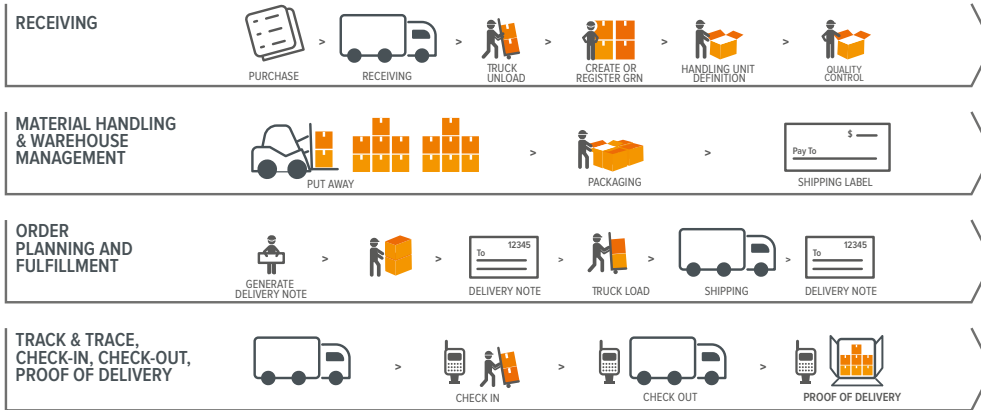 RECEIVING
>
>
>
>
>
PURCHASE
RECEIVING
TRUCK
UNLOAD
CREATE OR
REGISTER GRN
HANDLING UNIT
DEFINITION
QUALITY
CONTROL
MATERIAL HANDLING
& WAREHOUSE
MANAGEMENT
PUT AWAY
>
PACKAGING
>
$
Pay To
SHIPPING LABEL
ORDER
PLANNING AND
FULFILLMENT
GENERATE
DELIVERY NOTE
>
>
12345
To
DELIVERY NOTE
>
TRUCK LOAD
>
SHIPPING
>
12345
To
DELIVERY NOTE
TRACK & TRACE,
CHECK-IN, CHECK-OUT,
PROOF OF DELIVERY
>
CHECK IN
>
CHECK OUT
>
PROOF OF DELIVERY